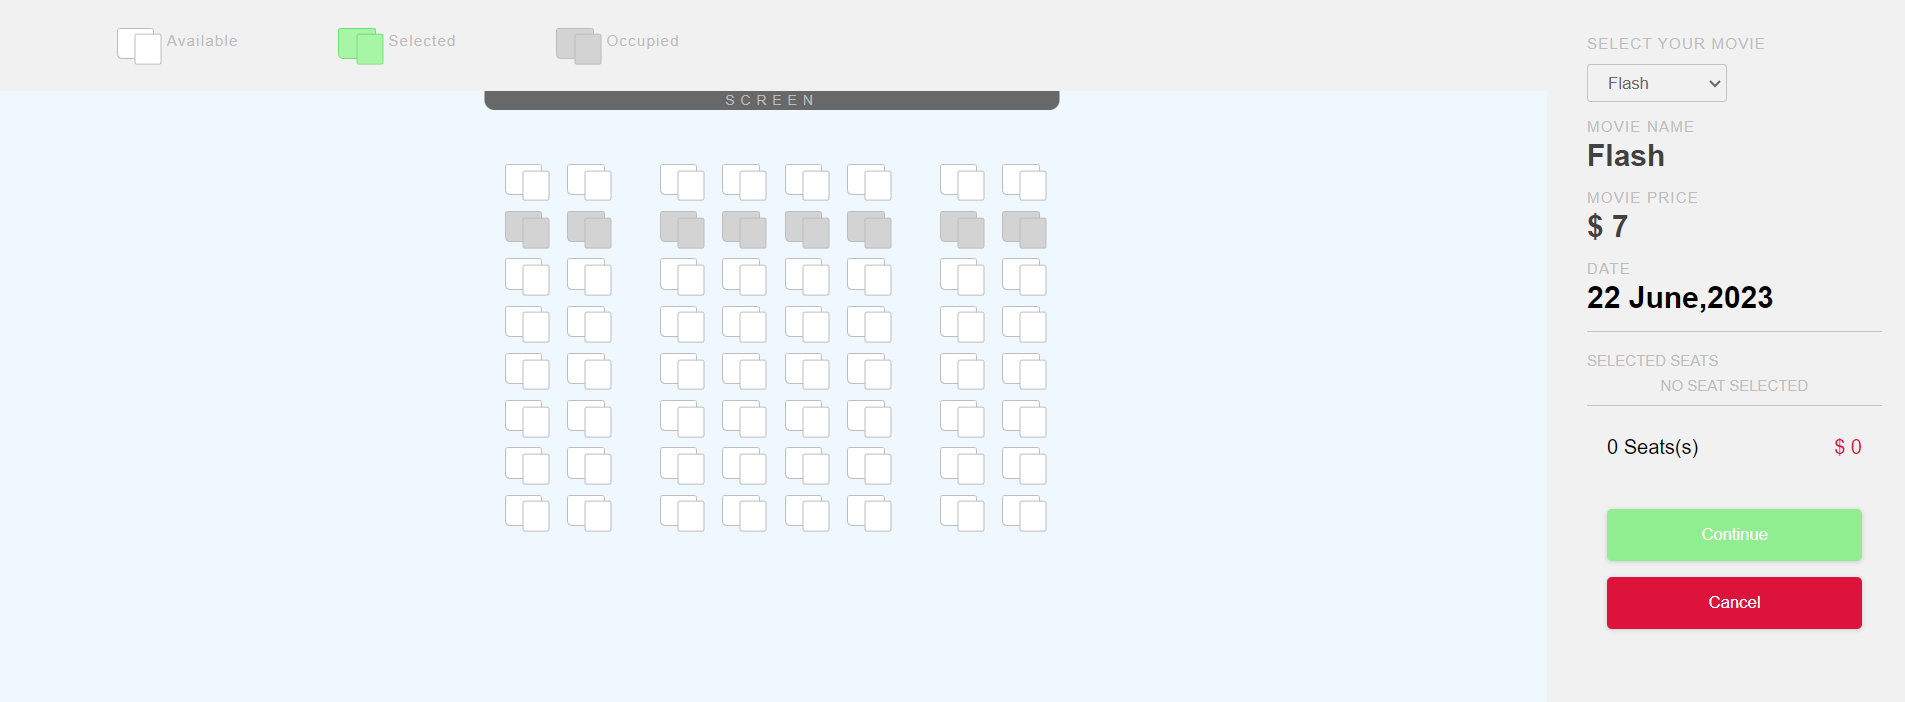 Available
Selected
Occupied
SCREEN
SELECT YOUR MOVIE
Flash
MOVIE NAME
Flash
MOVIE PRICE
$ 7
DATE
22 June,2023
SELECTED SEATS
NO SEAT SELECTED
0 Seats(s) $ 0
Continue
Cancel